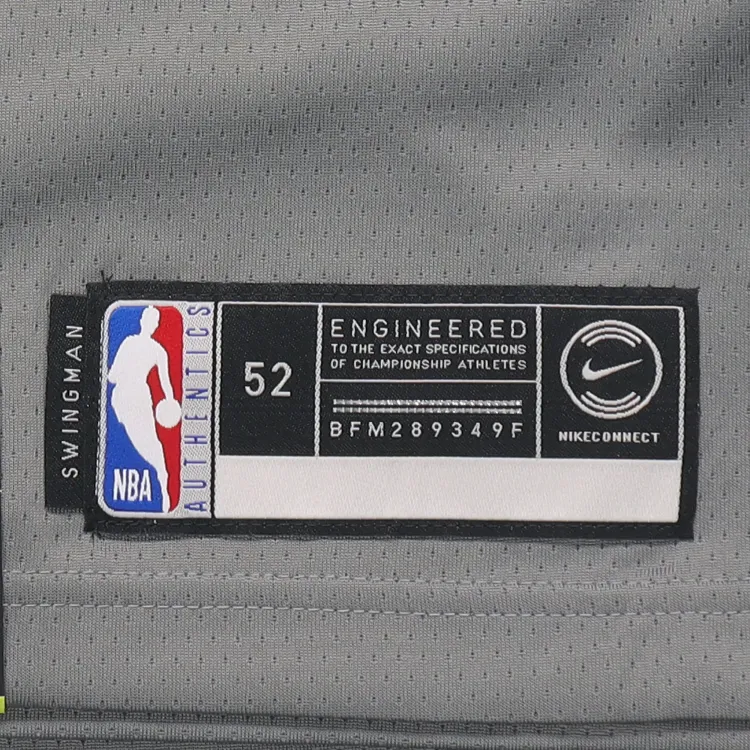 SWINGMAN
NBA
AUTHENTICS
52
ENGINEERED
TO THE EXACT SPECIFICATIONS
OF CHAMPIONSHIP ATHLETES
BFM289349F
NIKECONNECT